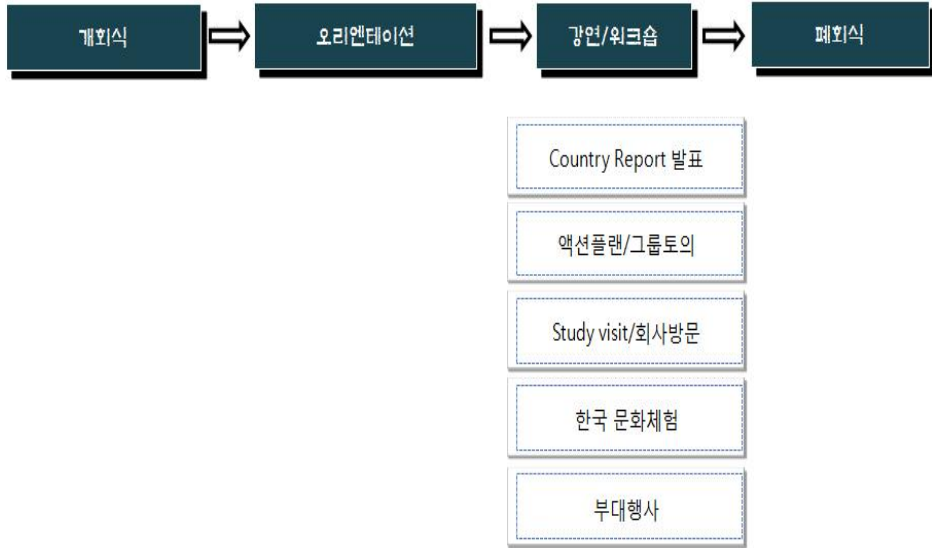 개회식
오리엔테이션
강연/워크숍
폐회식
Country Report 발표
액션플랜/그룹토의
Study visit/회사방문
한국 문화체험
부대행사